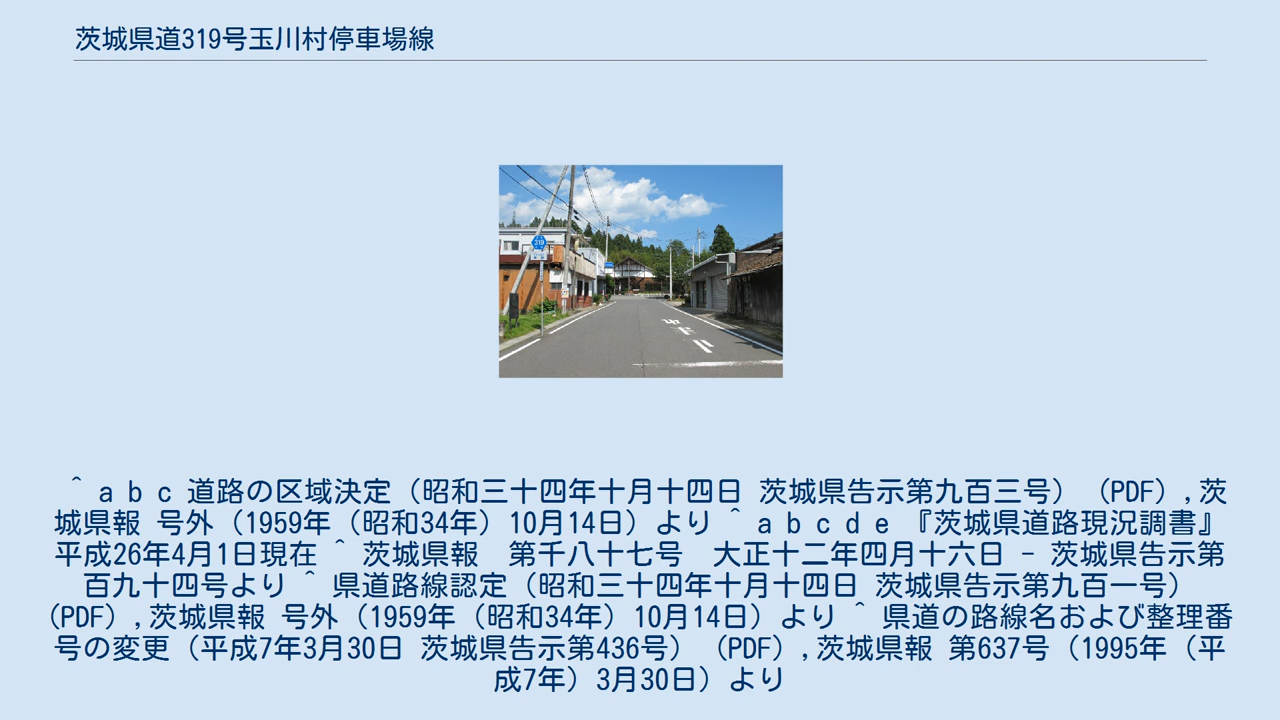 茨城県道319号玉川村停車場線
319
中央
^ a b c 道路の区域決定（昭和三十四年十月十四日 茨城県告示第九百三号）（PDF）,茨
城県報 号外（1959年（昭和34年）10月14日）より ^ a b c d e 『茨城県道路現況調書』
平成26年4月1日現在 ^ 茨城県報　第千八十七号　大正十二年四月十六日 - 茨城県告示第
百九十四号より ^ 県道路線認定（昭和三十四年十月十四日 茨城県告示第九百一号）
(PDF）,茨城県報 号外（1959年（昭和34年）10月14日）より ^ 県道の路線名および整理番
号の変更（平成7年3月30日 茨城県告示第436号）（PDF）,茨城県報 第637号（1995年（平
成7年）3月30日）より